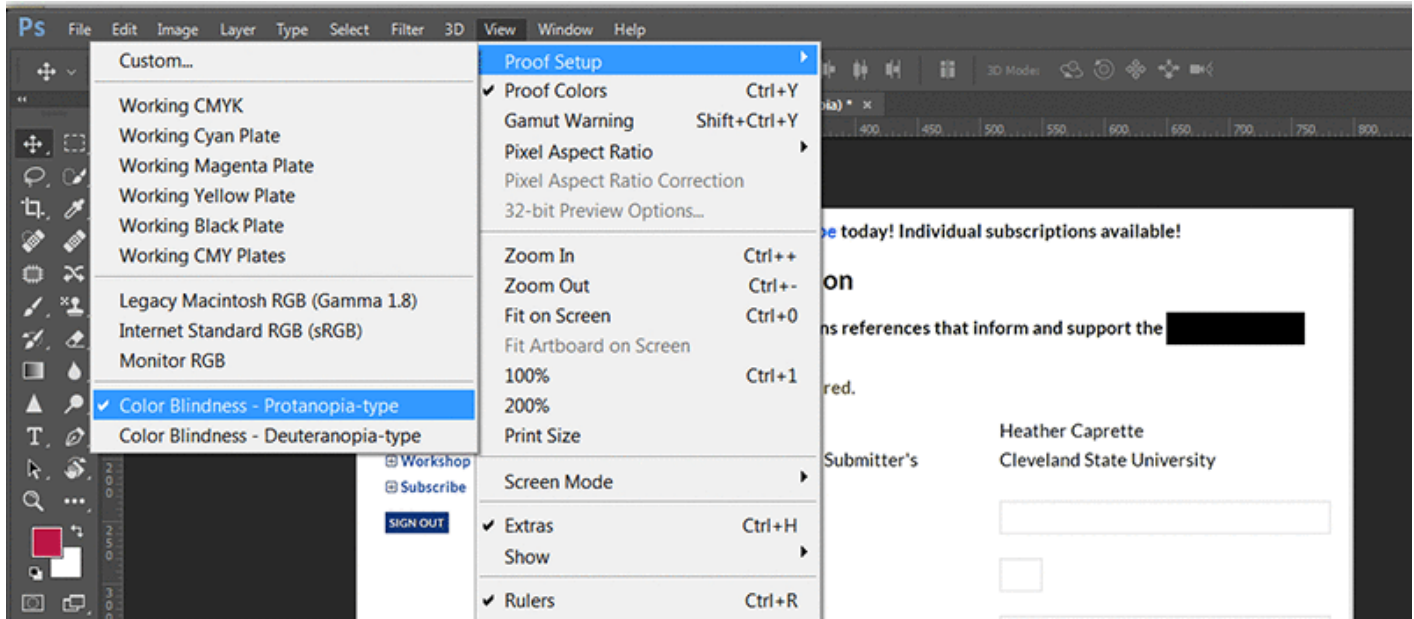 Ps File Edit Image Layer Type Select Filter 3D View Window Help
Custom...
Working CMYK
Working Cyan Plate
Working Magenta Plate
Working Yellow Plate
Working Black Plate
Working CMY Plates
Legacy Macintosh RGB (Gamma 1.8)
Internet Standard RGB (sRGB)
Monitor RGB
Color Blindness - Protanopia-type
Color Blindness - Deuteranopia-type
Proof Setup
Proof Colors Ctrl+Y
Gamut Warning Shift+Ctrl+Y
Pixel Aspect Ratio
Pixel Aspect Ratio Correction
32-bit Preview Options...
Zoom In Ctrl++
Zoom Out Ctrl+-
Fit on Screen Ctrl+0
Fit Artboard on Screen
100% Ctrl+1
200%
Print Size
Screen Mode
Extras Ctrl+H
Show
Rulers Ctrl+R
3D Mode:
pia) * ×
400 450 500 550 600 650 700 750 800
be today! Individual subscriptions available!
on
ns references that inform and support the
red.
Heather Caprette
Submitter's Cleveland State University
Workshop
Subscribe
SIGN OUT
200
250
300